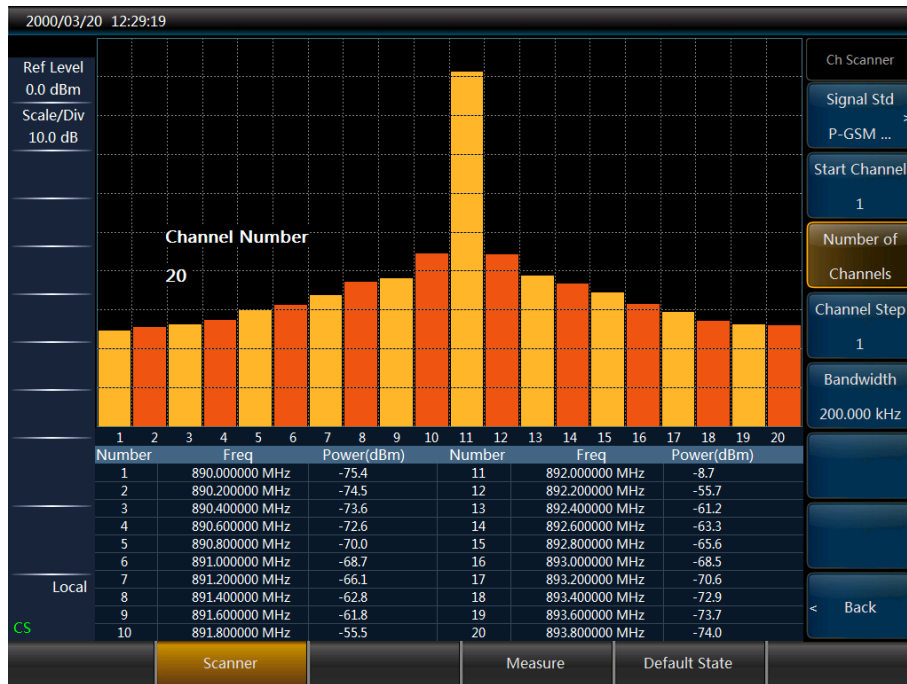 2000/03/20 12:29:19
Ref Level
0.0 dBm
Scale/Div
10.0 dB
Channel Number
20
Local
CS
1 2 3 4 5 6 7 8 9 10 11 12 13 14 15 16 17 18 19 20
Number Freq Power(dBm) Number Freq Power(dBm)
1 890.000000 MHz -75.4 11 892.000000 MHz -8.7
2 890.200000 MHz -74.5 12 892.200000 MHz -55.7
3 890.400000 MHz -73.6 13 892.400000 MHz -61.2
4 890.600000 MHz -72.6 14 892.600000 MHz -63.3
5 890.800000 MHz -70.0 15 892.800000 MHz -65.6
6 891.000000 MHz -68.7 16 893.000000 MHz -68.5
7 891.200000 MHz -66.1 17 893.200000 MHz -70.6
8 891.400000 MHz -62.8 18 893.400000 MHz -72.9
9 891.600000 MHz -61.8 19 893.600000 MHz -73.7
10 891.800000 MHz -55.5 20 893.800000 MHz -74.0
Ch Scanner
Signal Std
>
P-GSM ...
Start Channel
1
Number of
Channels
Channel Step
1
Bandwidth
200.000 kHz
< Back
Scanner Measure Default State